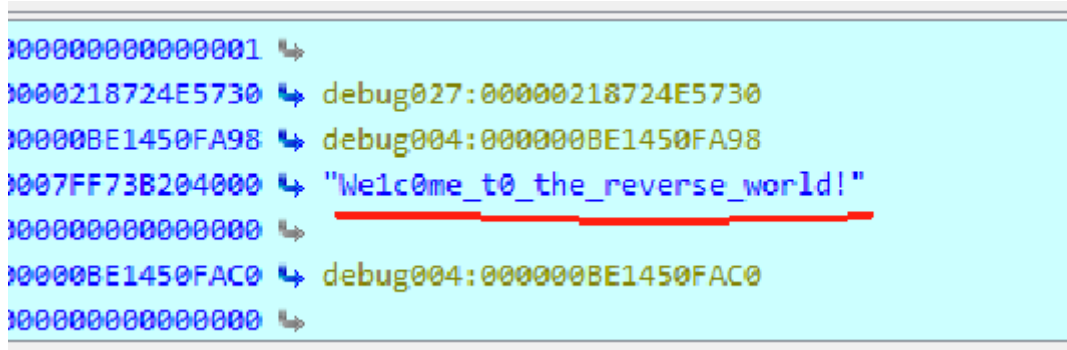 0000000000000001
00000218724E5730 debug027:00000218724E5730
000000BE1450FA98 debug004:000000BE1450FA98
00007FF73B204000 "We1c0me_t0_the_reverse_world!"
0000000000000000
000000BE1450FAC0 debug004:000000BE1450FAC0
0000000000000000